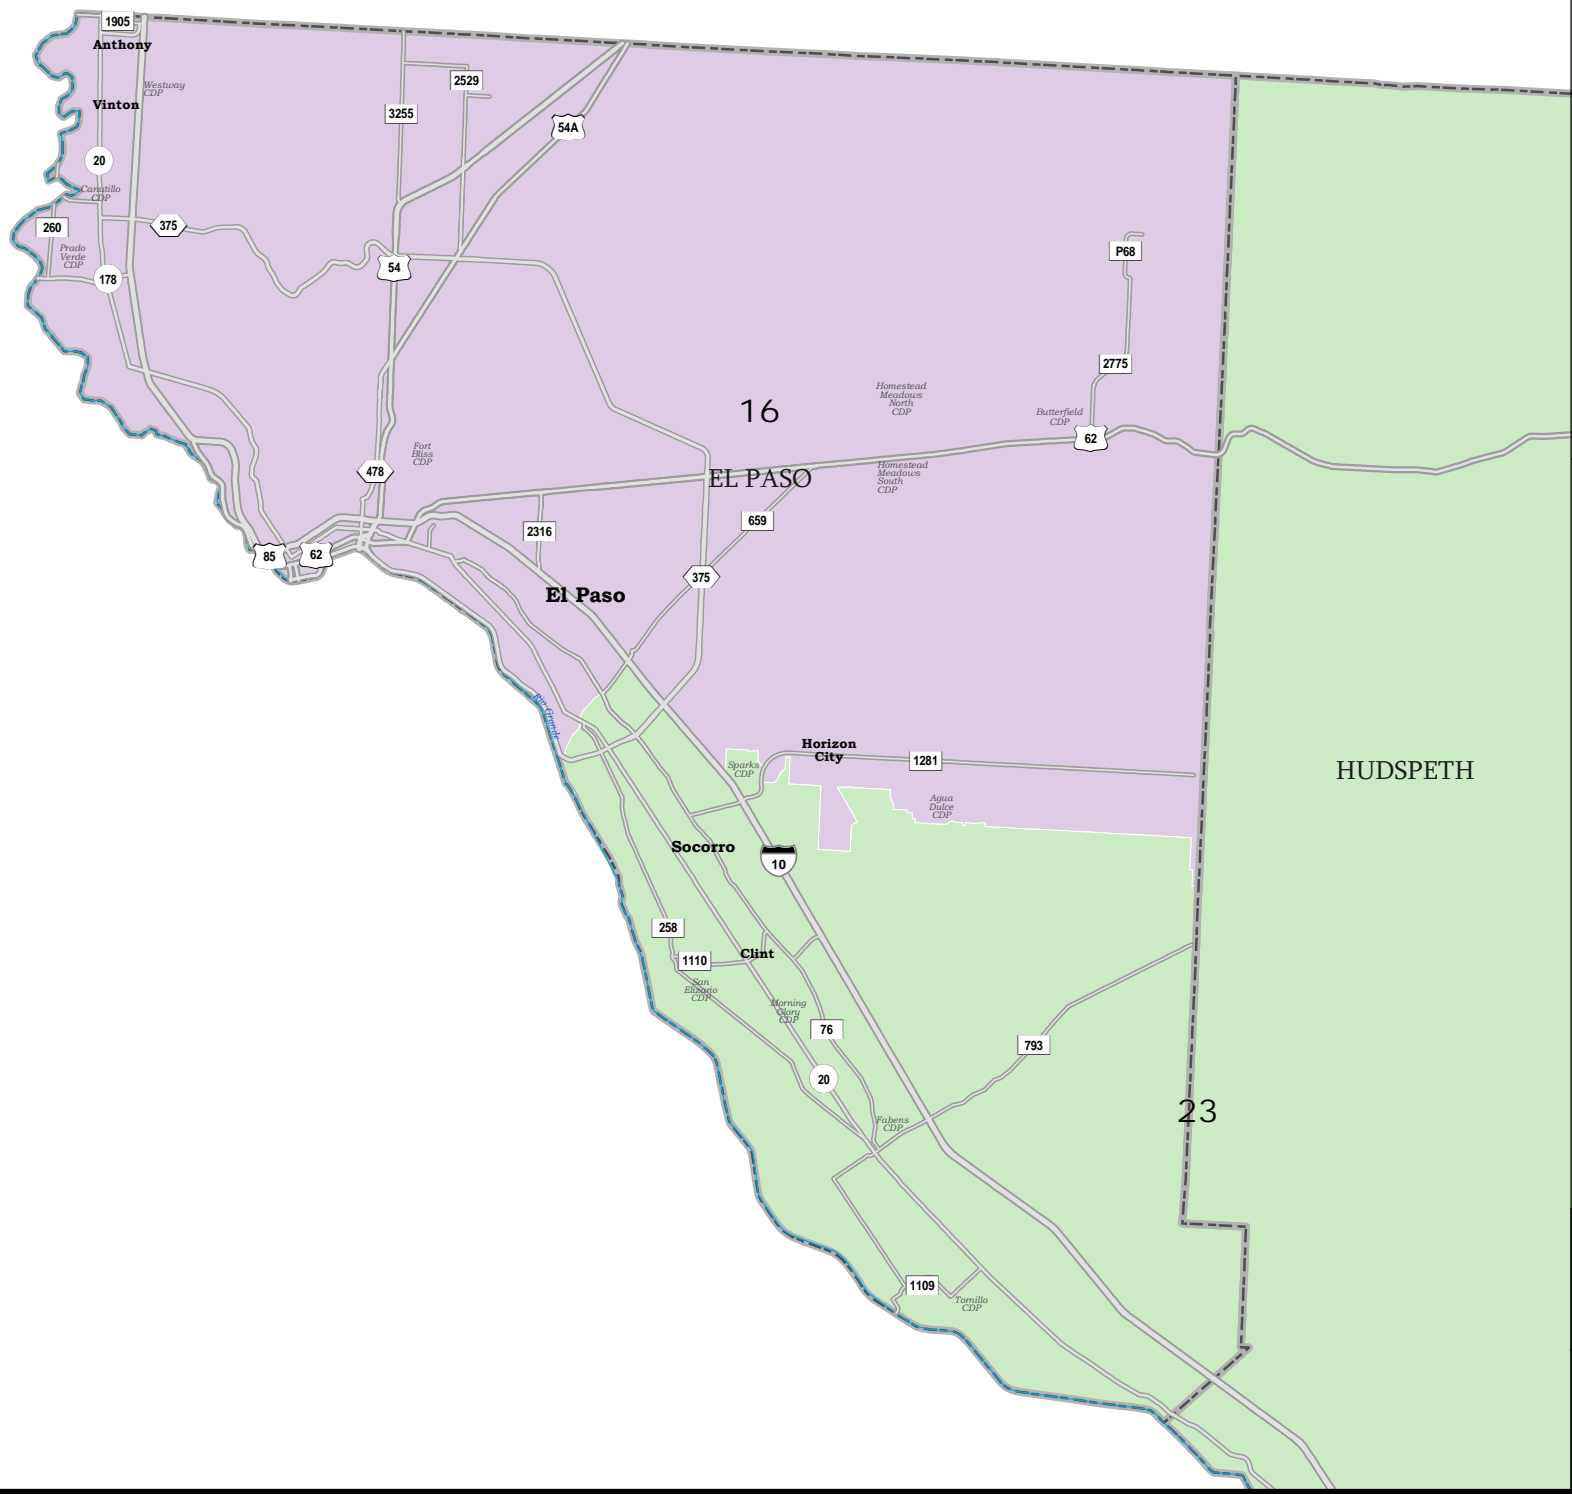 1905
Anthony
2529
Westway
CDP
Vinton
3255
54A
20
Canutillo
CDP
260
375
Prado
Verde
CDP
54
P68
178
2775
Homestead
Meadows
North
CDP
16
Butterfield
CDP
62
Fort
Bliss
CDP
478
EL PASO
Homestead
Meadows
South
CDP
659
2316
85
62
375
El Paso
Rio Grande
Horizon
City
1281
Sparks
CDP
HUDSPETH
Agua
Dulce
CDP
Socorro
10
258
1110
Clint
San
Elizario
CDP
Morning
Glory
CDP
76
793
20
23
Fabens
CDP
1109
Tornillo
CDP